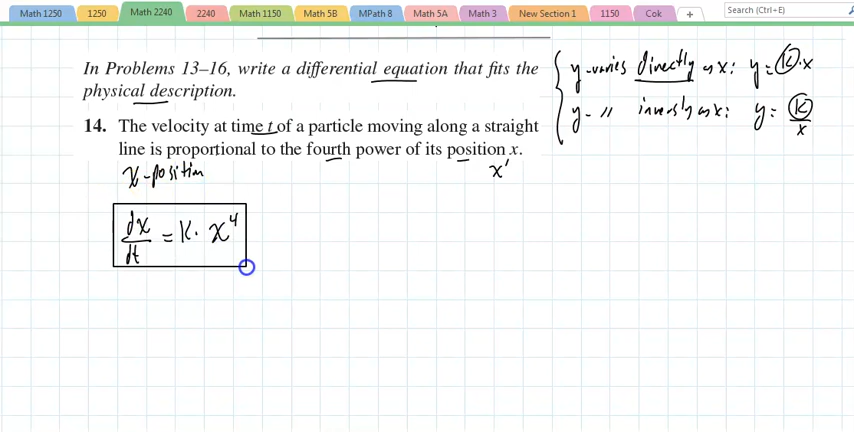 Math 1250 1250 Math 2240 2240 Math 1150 Math 5B MPath 8 Math 5A Math 3 New Section 1 1150 Cok + Search (Ctrl+E)
In Problems 13–16, write a differential equation that fits the
physical description.
14. The velocity at time t of a particle moving along a straight
line is proportional to the fourth power of its position x.
x - position
x'
dx/dt = K · x⁴
y - varies directly as x: y = K · x
y - '' inversly as x: y = K/x